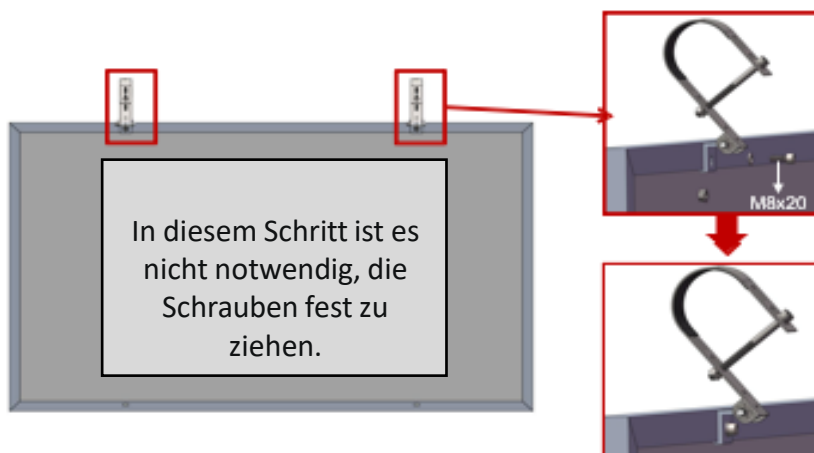 M8x20
In diesem Schritt ist es
nicht notwendig, die
Schrauben fest zu
ziehen.